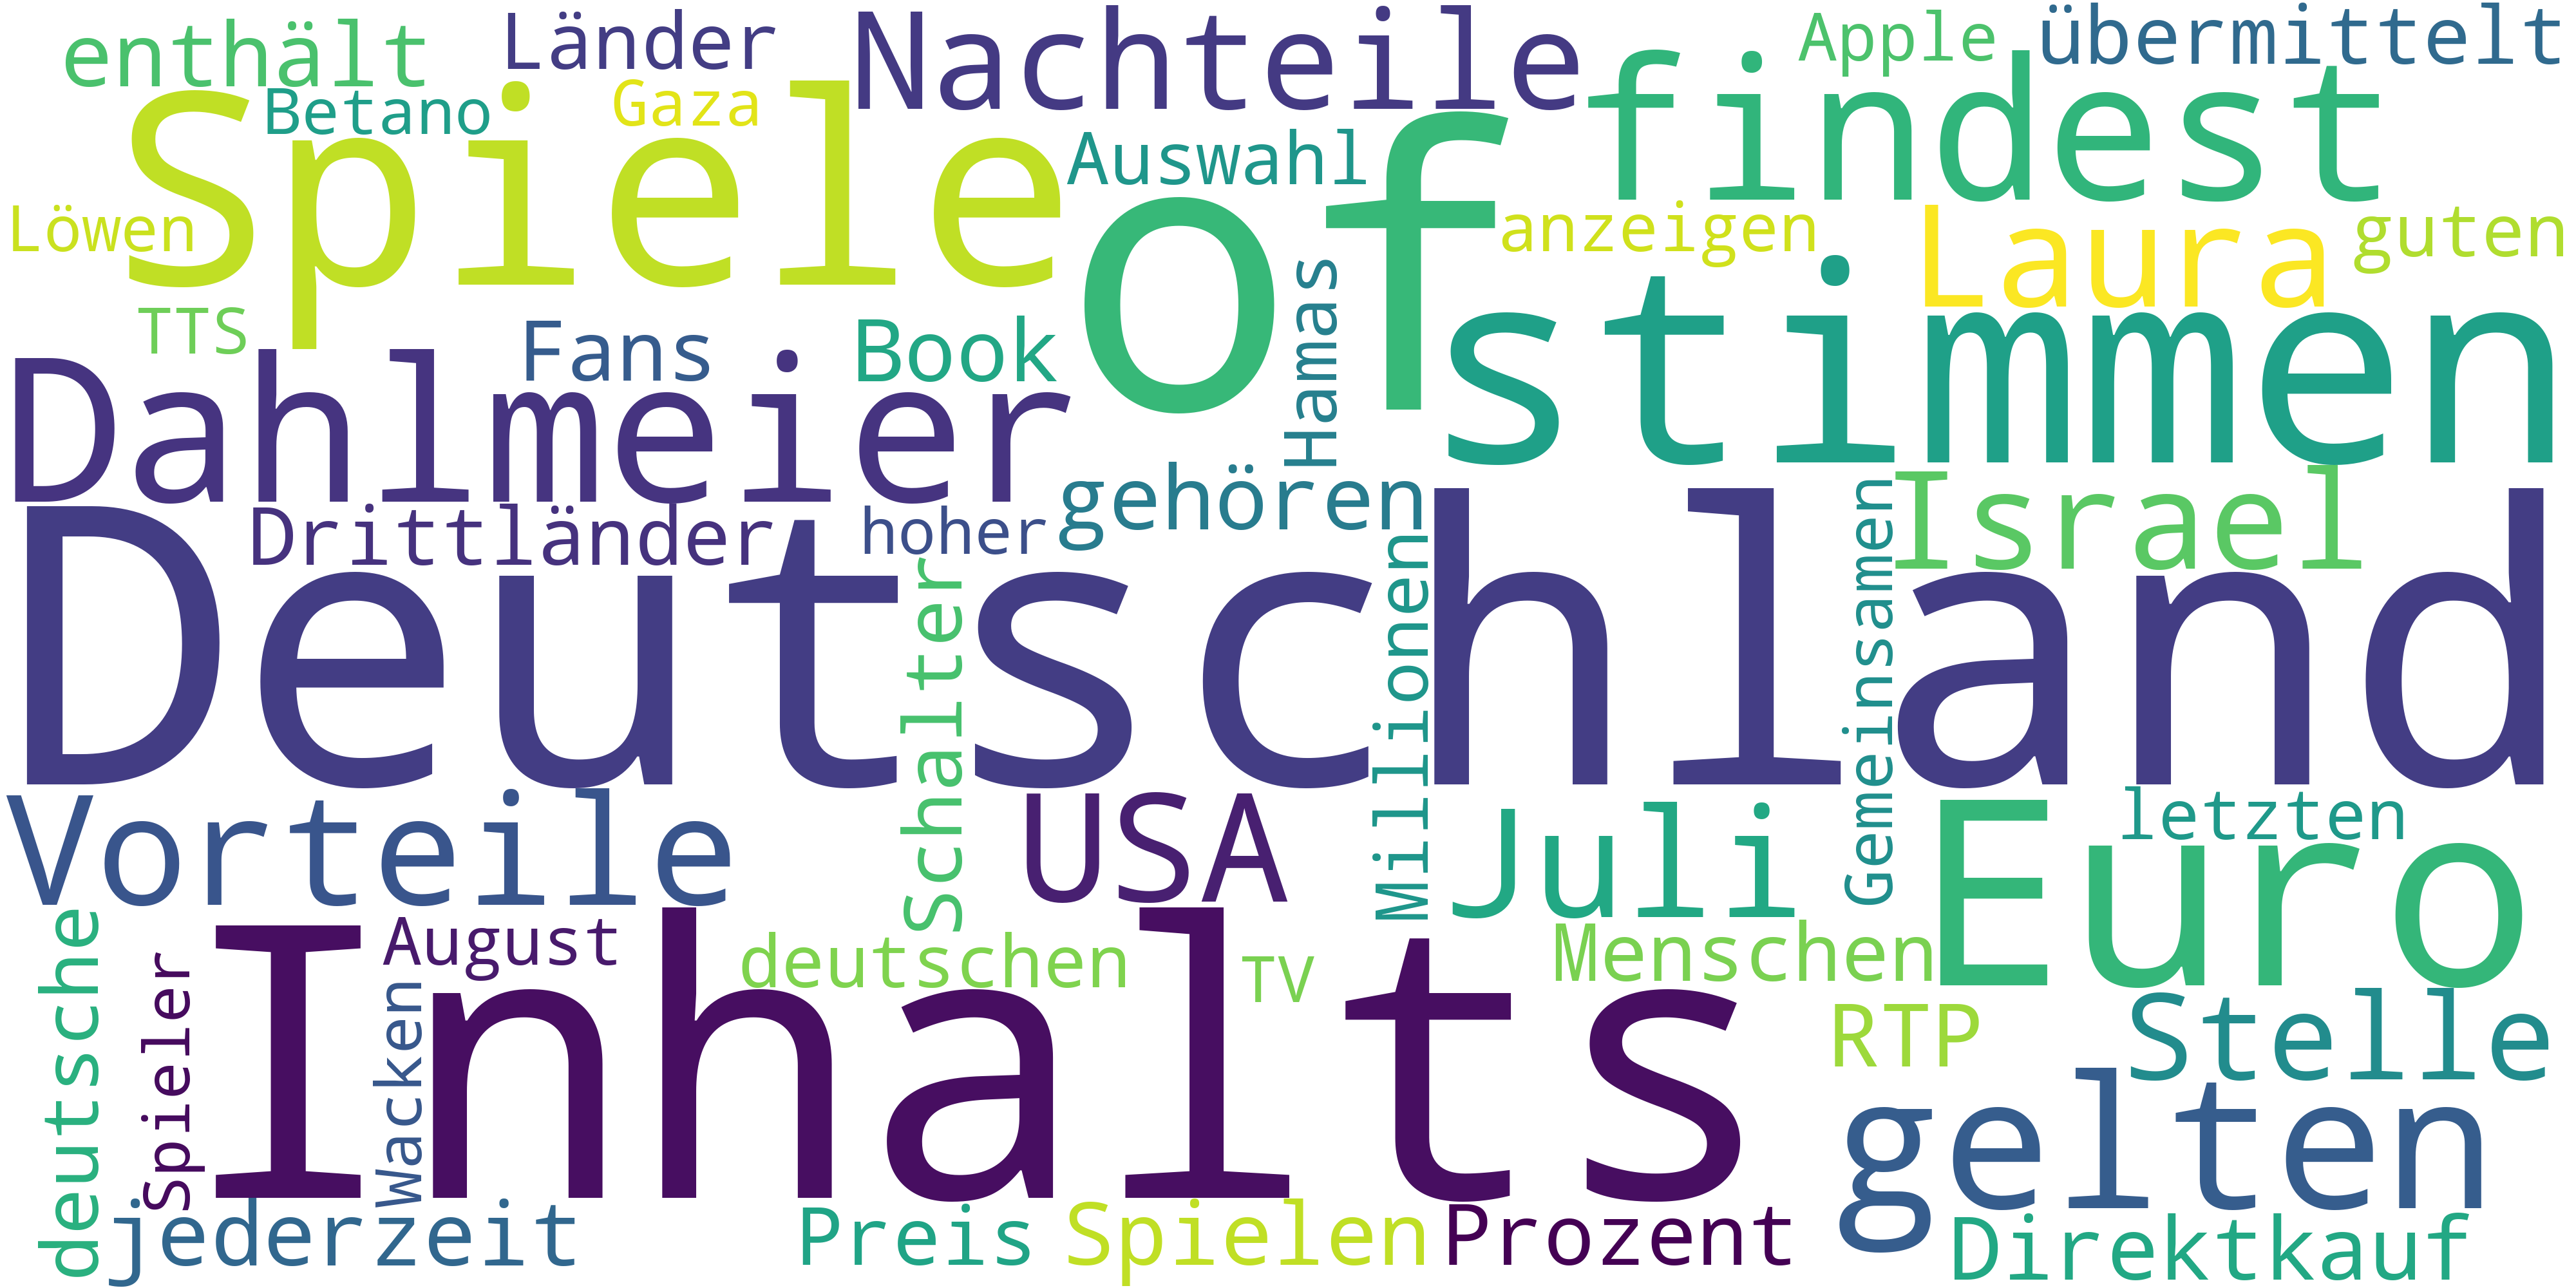 enthält
Länder
Nachteile
Apple
übermittelt
Betano
Gaza
Spiele
findest
Auswahl
of
Löwen
anzeigen
Laura
guten
Hamas
stimmen
TTS
Fans
Book
Dahlmeier
gehören
Israel
Drittländer
hoher
Deutschland
Schalter
Millionen
Gemeinsamen
Vorteile
USA
Juli
Euro
letzten
deutsche
Spieler
August
Wacken
Inhalts
deutschen
TV
Menschen
RTP
Stelle
gelten
jederzeit
Preis
Spielen
Prozent
Direktkauf